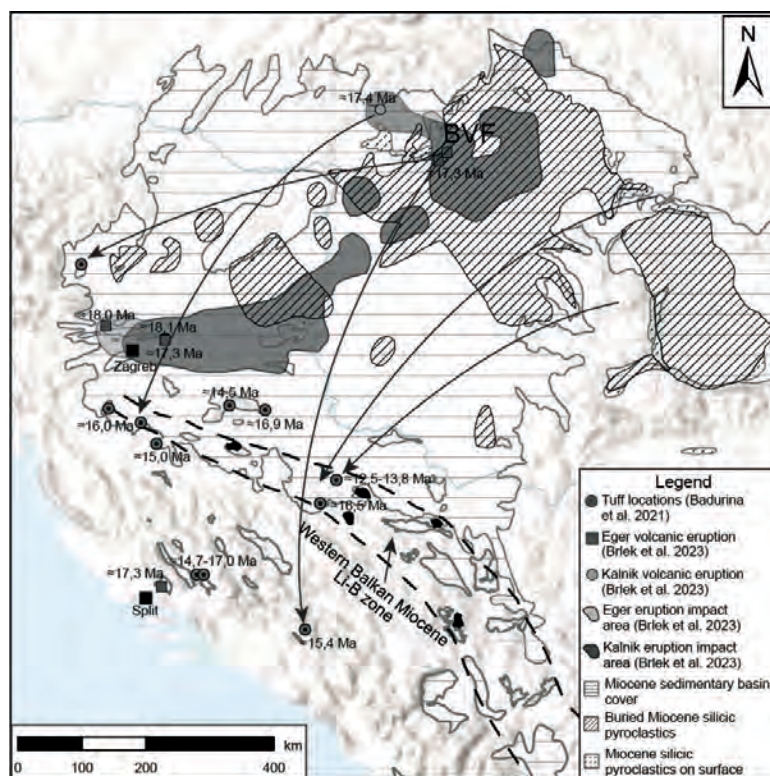 N
≈17,4 Ma
BVF
17,3 Ma
≈18,0 Ma
≈18,1 Ma
≈17,3 Ma
Zagreb
≈14,5 Ma
≈16,9 Ma
≈16,0 Ma
≈15,0 Ma
≈12,5-13,8 Ma
≈16,5 Ma
Western Balkan Miocene
Li-B zone
≈14,7-17,0 Ma
≈17,3 Ma
Split
≈15,4 Ma
Legend
Tuff locations (Badurina
et al. 2021)
Eger volcanic eruption
(Brlek et al. 2023)
Kalnik volcanic eruption
(Brlek et al. 2023)
Eger eruption impact
area (Brlek et al. 2023)
Kalnik eruption impact
area (Brlek et al. 2023)
Miocene sedimentary basin
cover
Buried Miocene silicic
pyroclastics
Miocene silicic
pyroclastics on surface
km
0 100 200 400